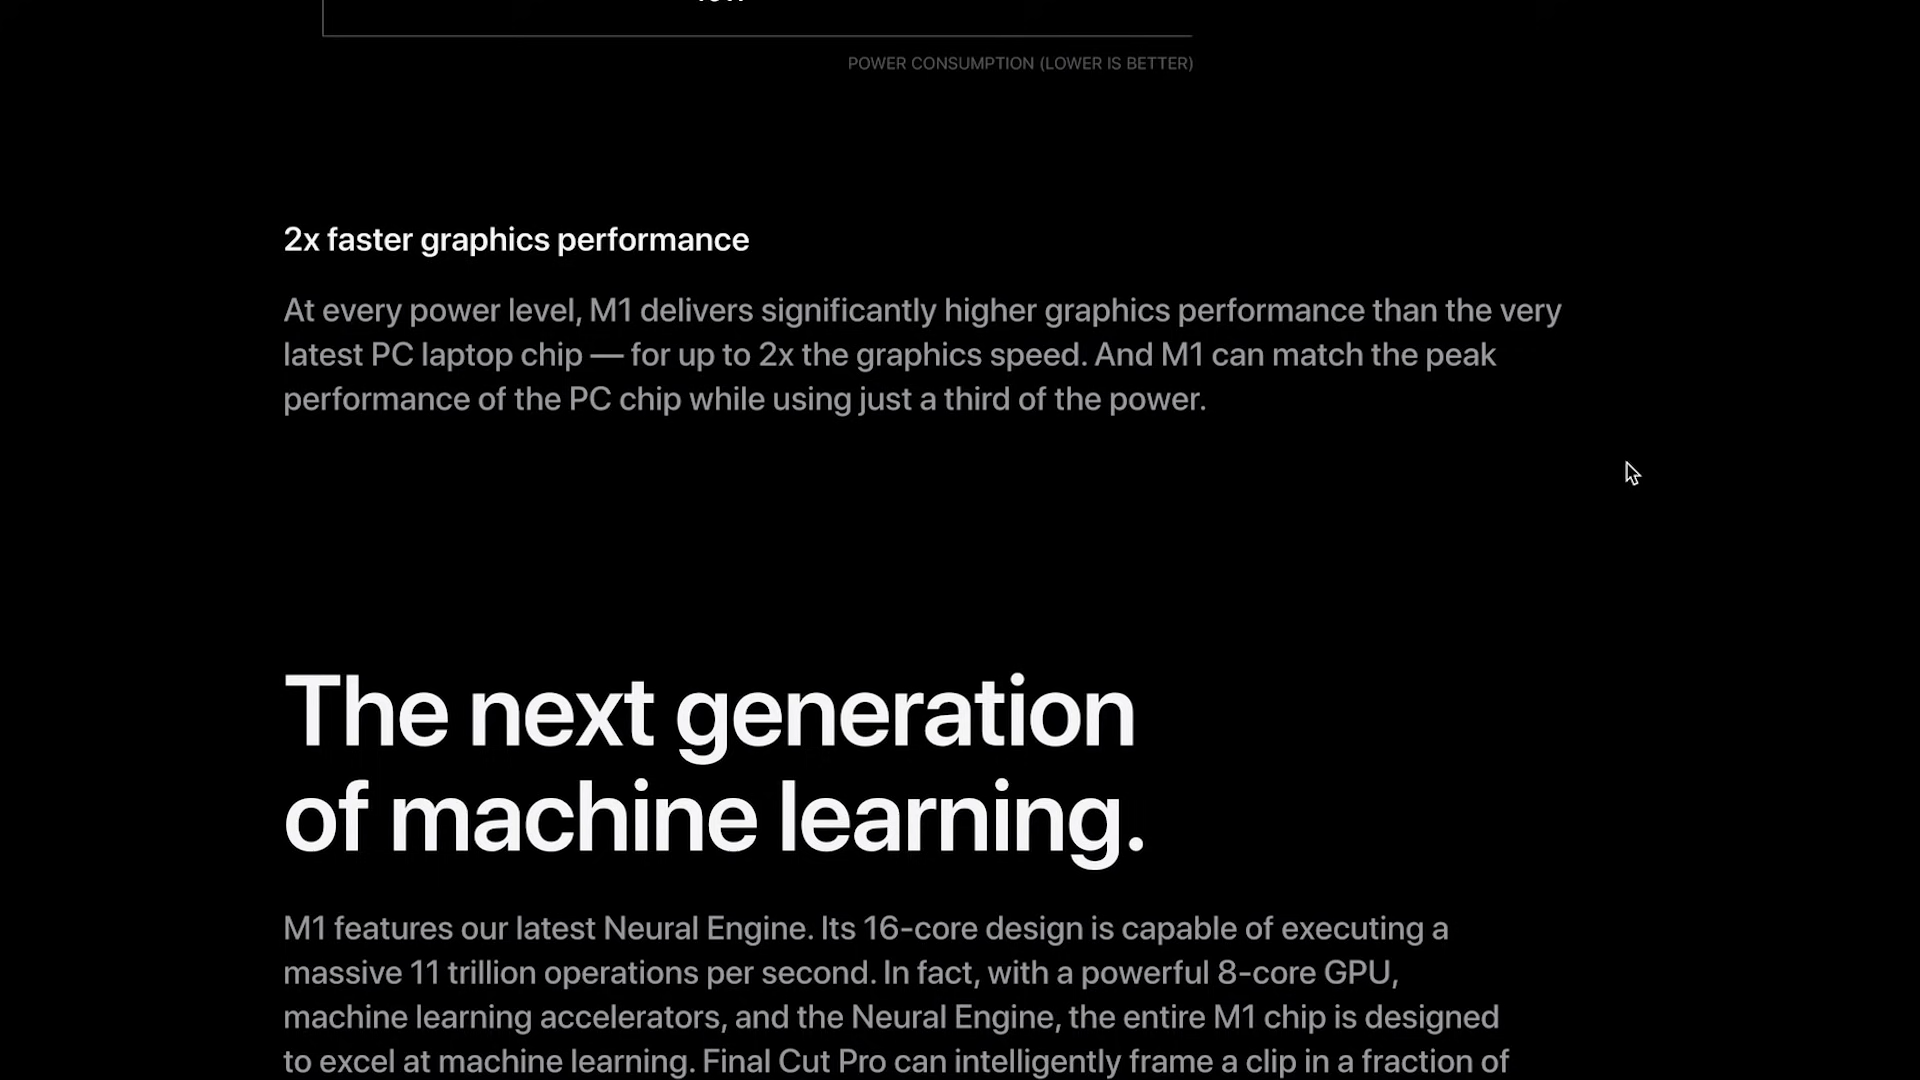 POWER CONSUMPTION (LOWER IS BETTER)
2x faster graphics performance
At every power level, M1 delivers significantly higher graphics performance than the very
latest PC laptop chip — for up to 2x the graphics speed. And M1 can match the peak
performance of the PC chip while using just a third of the power.
The next generation
of machine learning.
M1 features our latest Neural Engine. Its 16-core design is capable of executing a
massive 11 trillion operations per second. In fact, with a powerful 8-core GPU,
machine learning accelerators, and the Neural Engine, the entire M1 chip is designed
to excel at machine learning. Final Cut Pro can intelligently frame a clip in a fraction of